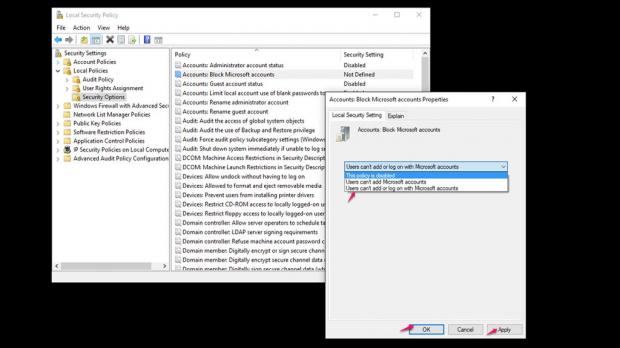 Local Security Policy
File Action View Help
Security Settings
Account Policies
Local Policies
Audit Policy
User Rights Assignment
Security Options
Windows Firewall with Advanced Secu
Network List Manager Policies
Public Key Policies
Software Restriction Policies
Application Control Policies
IP Security Policies on Local Compute
Advanced Audit Policy Configuration
Policy Security Setting
Accounts: Administrator account status Disabled
Accounts: Block Microsoft accounts Not Defined
Accounts: Guest account status Disabled
Accounts: Limit local account use of blank passwords to
Accounts: Rename administrator account
Accounts: Rename guest account
Audit: Audit the access of global system objects
Audit: Audit the use of Backup and Restore privilege
Audit: Force audit policy subcategory settings (Windows
Audit: Shut down system immediately if unable to log s
DCOM: Machine Access Restrictions in Security Descript
DCOM: Machine Launch Restrictions in Security Descrip
Devices: Allow undock without having to log on
Devices: Allowed to format and eject removable media
Devices: Prevent users from installing printer drivers
Devices: Restrict CD-ROM access to locally logged-on u
Devices: Restrict floppy access to locally logged-on use
Domain controller: Allow server operators to schedule ta
Domain controller: LDAP server signing requirements
Domain controller: Refuse machine account password c
Domain member: Digitally encrypt or sign secure channe
Domain member: Digitally encrypt secure channel data
Domain member: Digitally sign secure channel data (wh
Accounts: Block Microsoft accounts Properties
Local Security Setting Explain
Accounts: Block Microsoft accounts
Users can't add or log on with Microsoft accounts
This policy is disabled
Users can't add Microsoft accounts
Users can't add or log on with Microsoft accounts
OK Cancel Apply